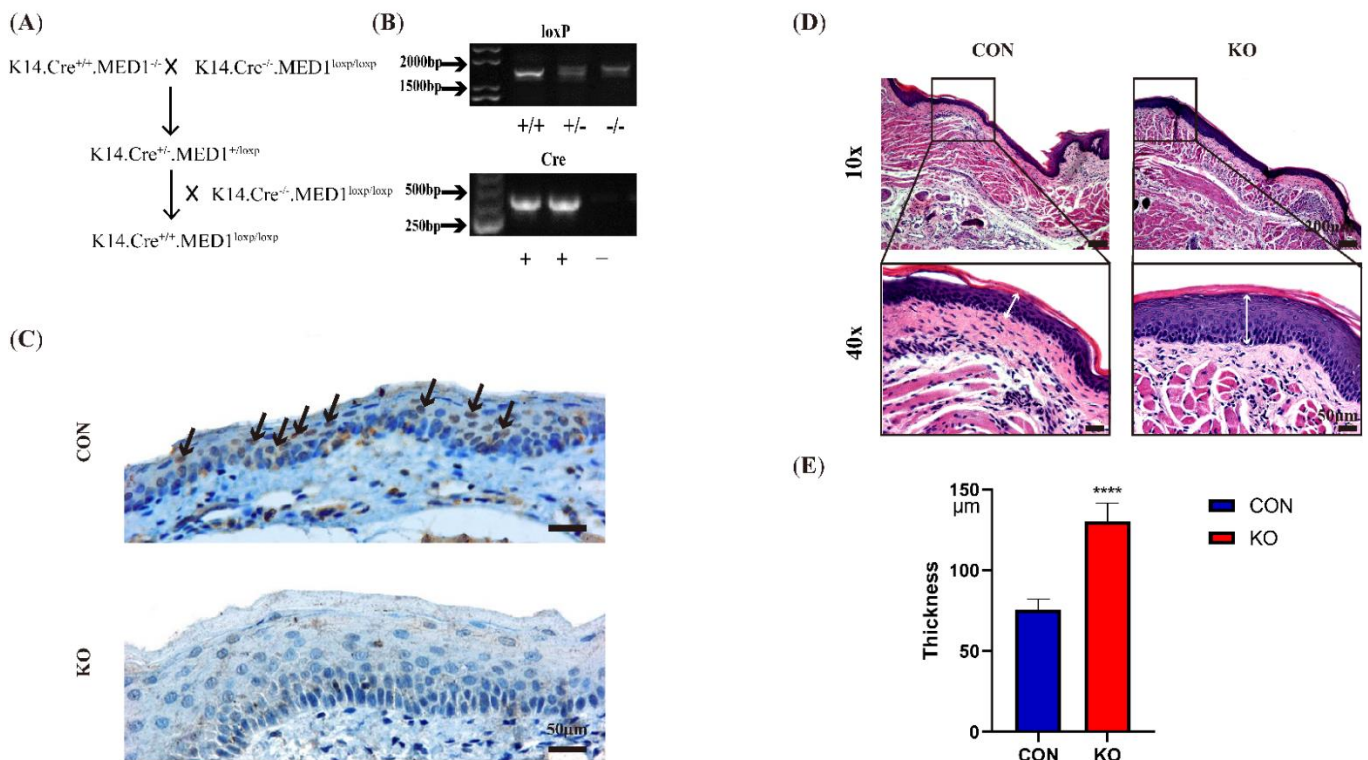 (A)
K14.Cre+/+.MED1-/- X K14.Cre-/-.MED1loxp/loxp
K14.Cre+/-.MED1+/loxp
X K14.Cre-/-.MED1loxp/loxp
K14.Cre+/+.MED1loxp/loxp
(B)
loxP
2000bp
1500bp
+/+ +/- -/-
Cre
500bp
250bp
+ + −
(C)
CON
KO
50μm
(D)
CON KO
10x
200μm
40x
50μm
(E)
150
μm
100
50
0
Thickness
****
CON KO
CON
KO